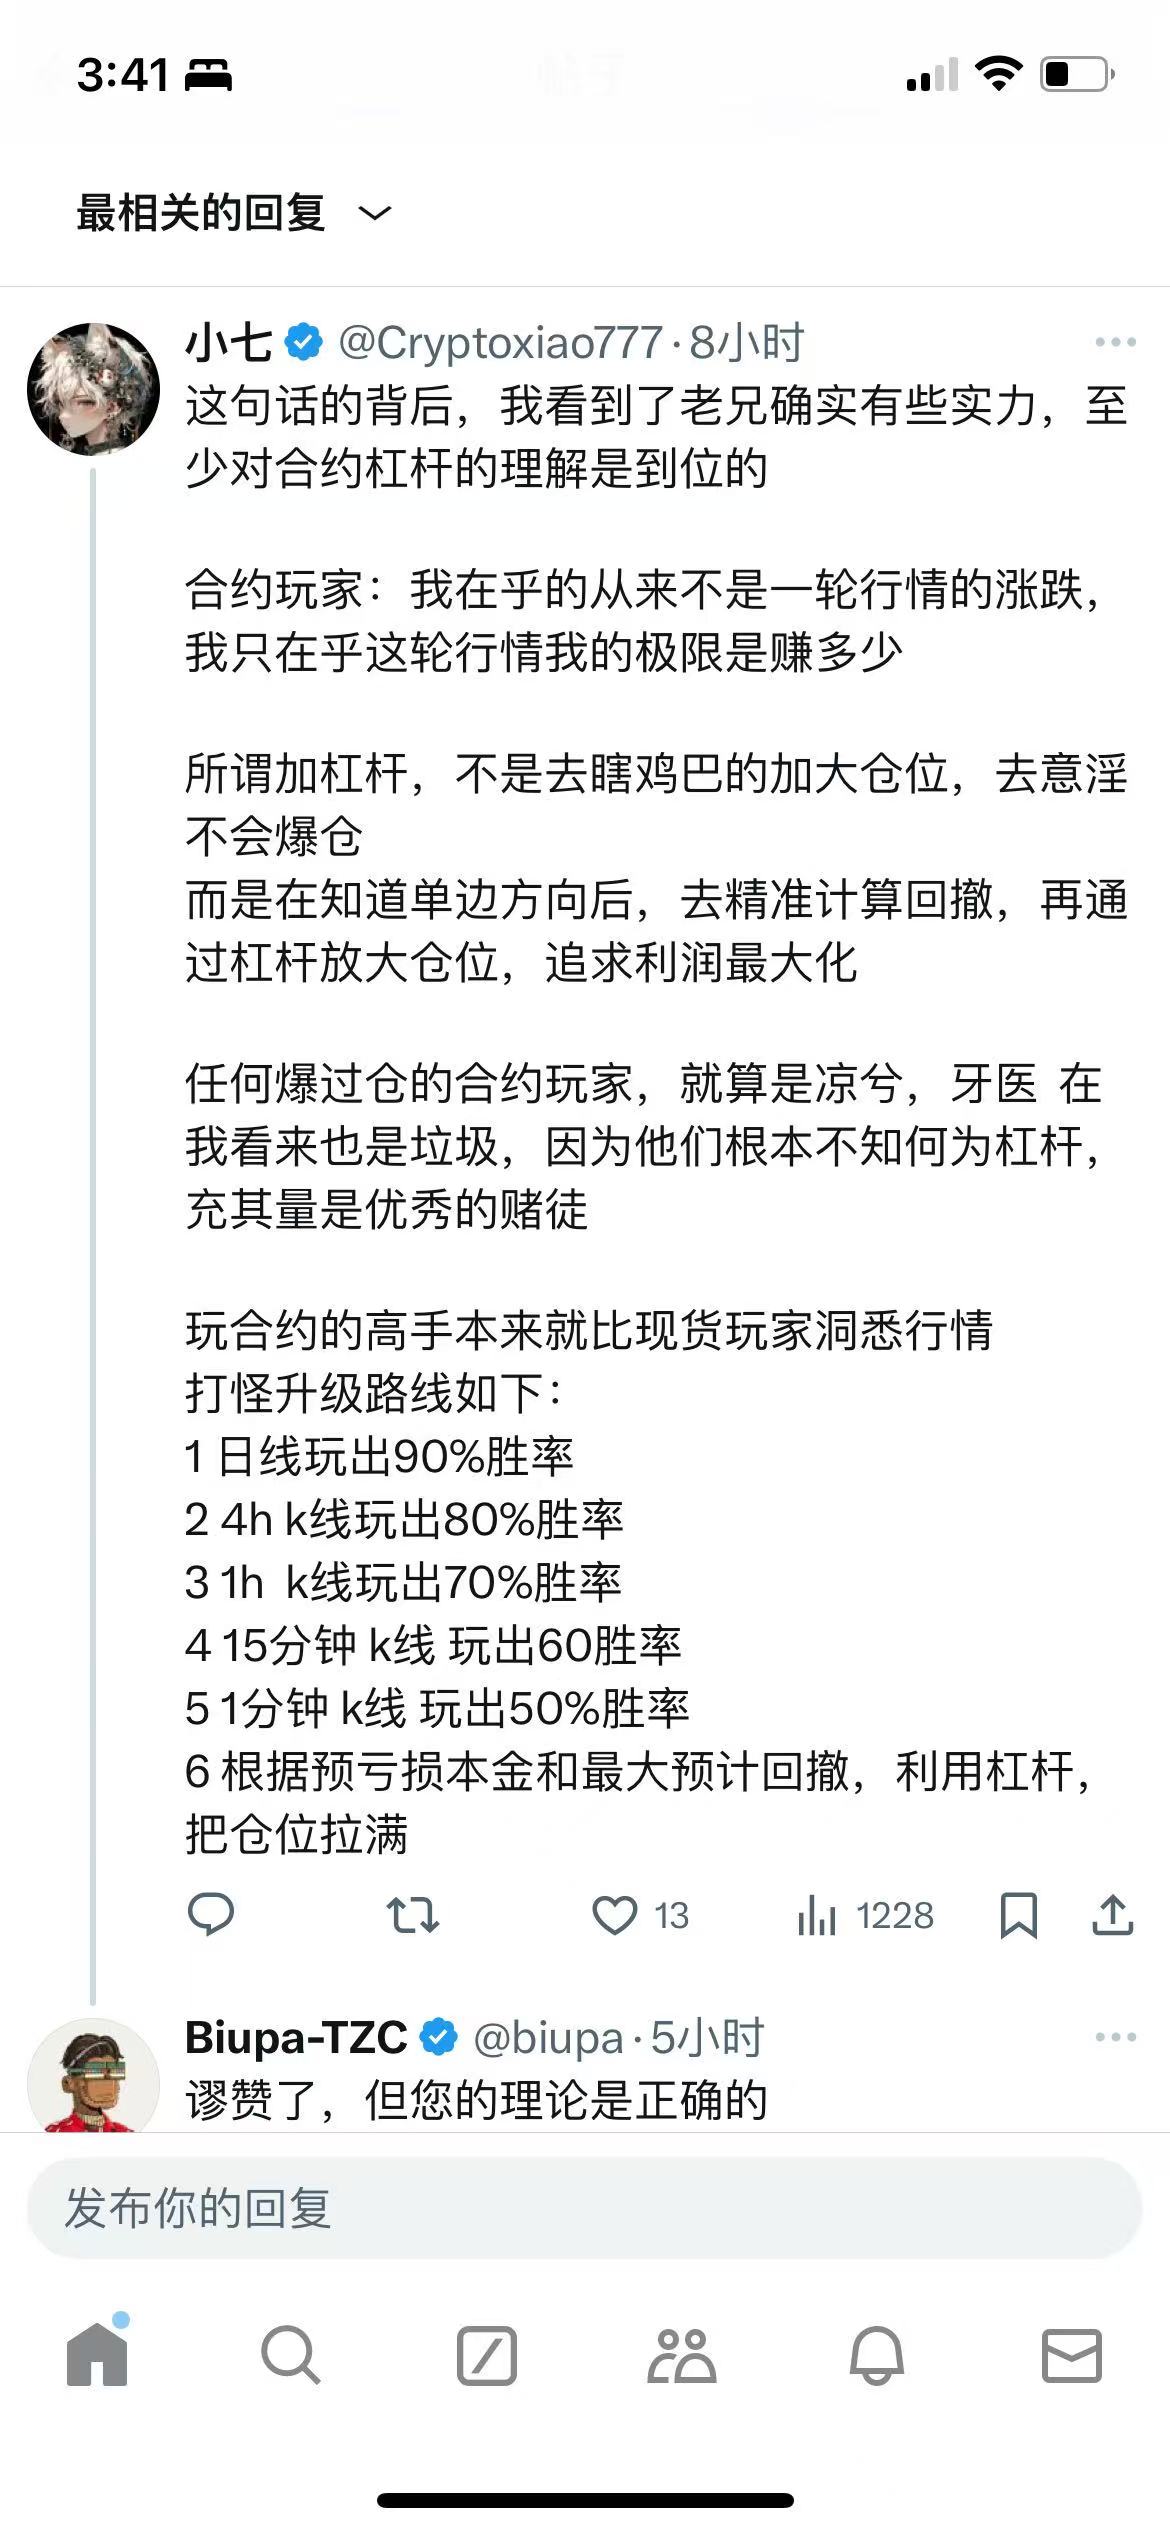 3:41
最相关的回复
小七 @Cryptoxiao777·8小时
这句话的背后，我看到了老兄确实有些实力，至
少对合约杠杆的理解是到位的
合约玩家：我在乎的从来不是一轮行情的涨跌，
我只在乎这轮行情我的极限是赚多少
所谓加杠杆，不是去瞎鸡巴的加大仓位，去意淫
不会爆仓
而是在知道单边方向后，去精准计算回撤，再通
过杠杆放大仓位，追求利润最大化
任何爆过仓的合约玩家，就算是凉兮，牙医 在
我看来也是垃圾，因为他们根本不知何为杠杆，
充其量是优秀的赌徒
玩合约的高手本来就比现货玩家洞悉行情
打怪升级路线如下：
1 日线玩出90%胜率
2 4h k线玩出80%胜率
3 1h k线玩出70%胜率
4 15分钟 k线 玩出60胜率
5 1分钟 k线 玩出50%胜率
6 根据预亏损本金和最大预计回撤，利用杠杆，
把仓位拉满
13 1228
Biupa-TZC @biupa·5小时
谬赞了，但您的理论是正确的
发布你的回复